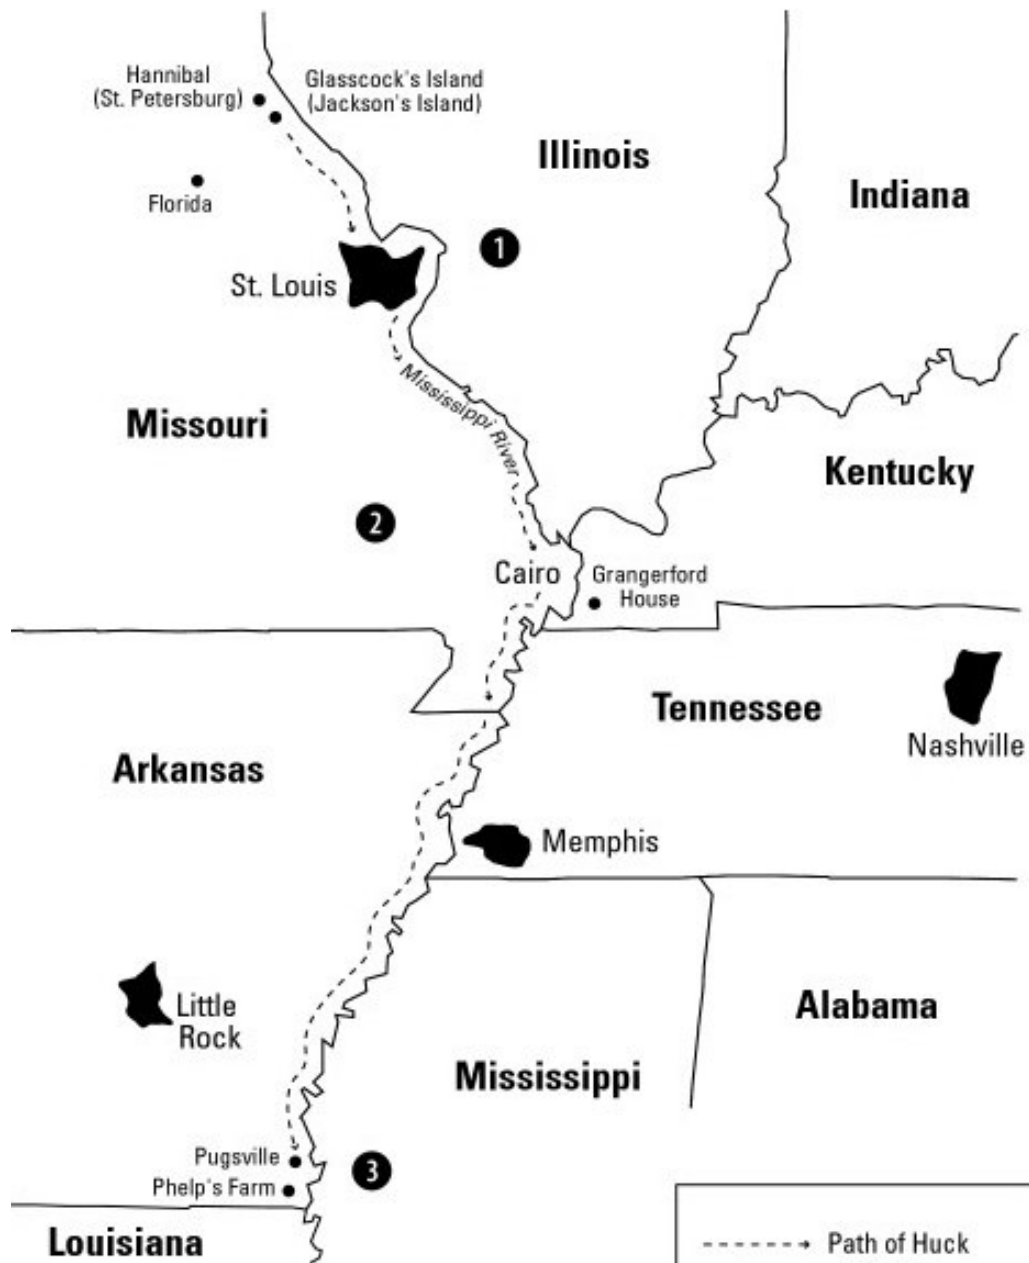 Hannibal
(St. Petersburg)
Glasscock's Island
(Jackson's Island)
Illinois
Indiana
Florida
1
St. Louis
Mississippi River
Missouri
Kentucky
2
Cairo
Grangerford
House
Tennessee
Nashville
Arkansas
Memphis
Little
Rock
Alabama
Mississippi
Pugsville
3
Phelp's Farm
Louisiana
Path of Huck